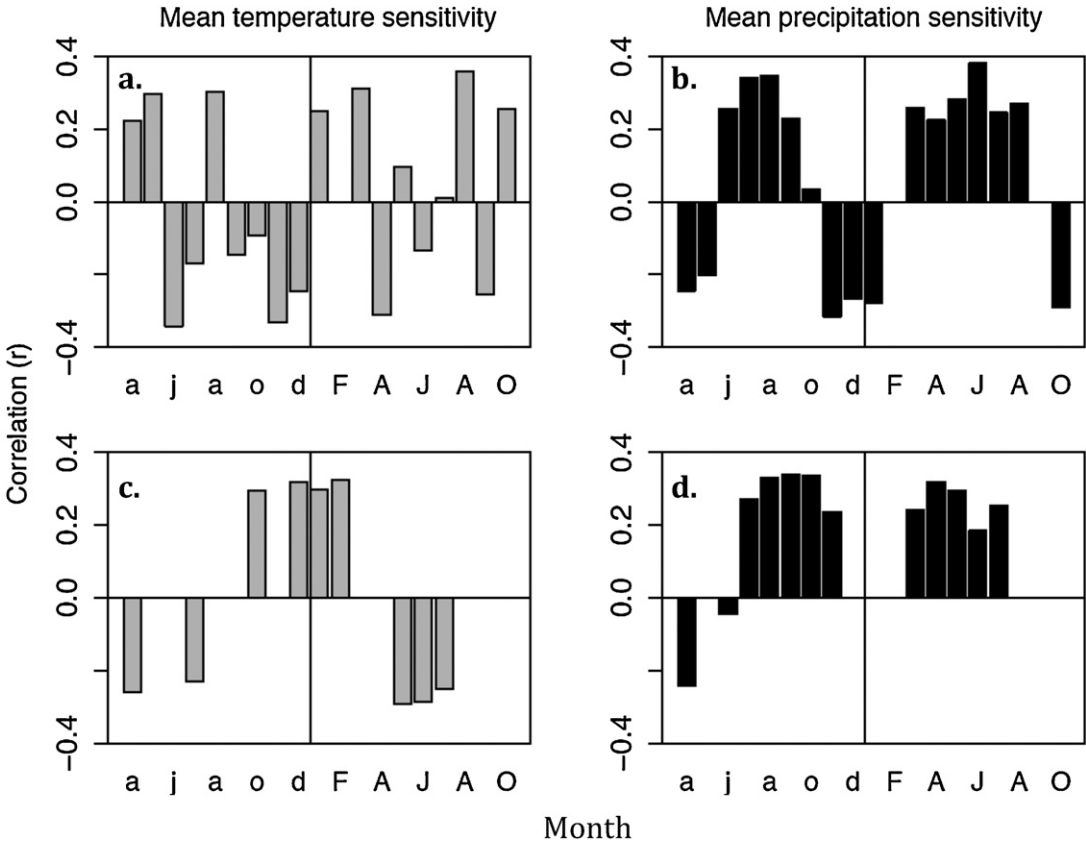 Mean temperature sensitivity
Mean precipitation sensitivity
a.
0.4
0.2
0.0
−0.4
a j a o d F A J A O
b.
0.4
0.2
0.0
−0.4
a j a o d F A J A O
Correlation (r)
c.
0.4
0.2
0.0
−0.4
a j a o d F A J A O
d.
0.4
0.2
0.0
−0.4
a j a o d F A J A O
Month